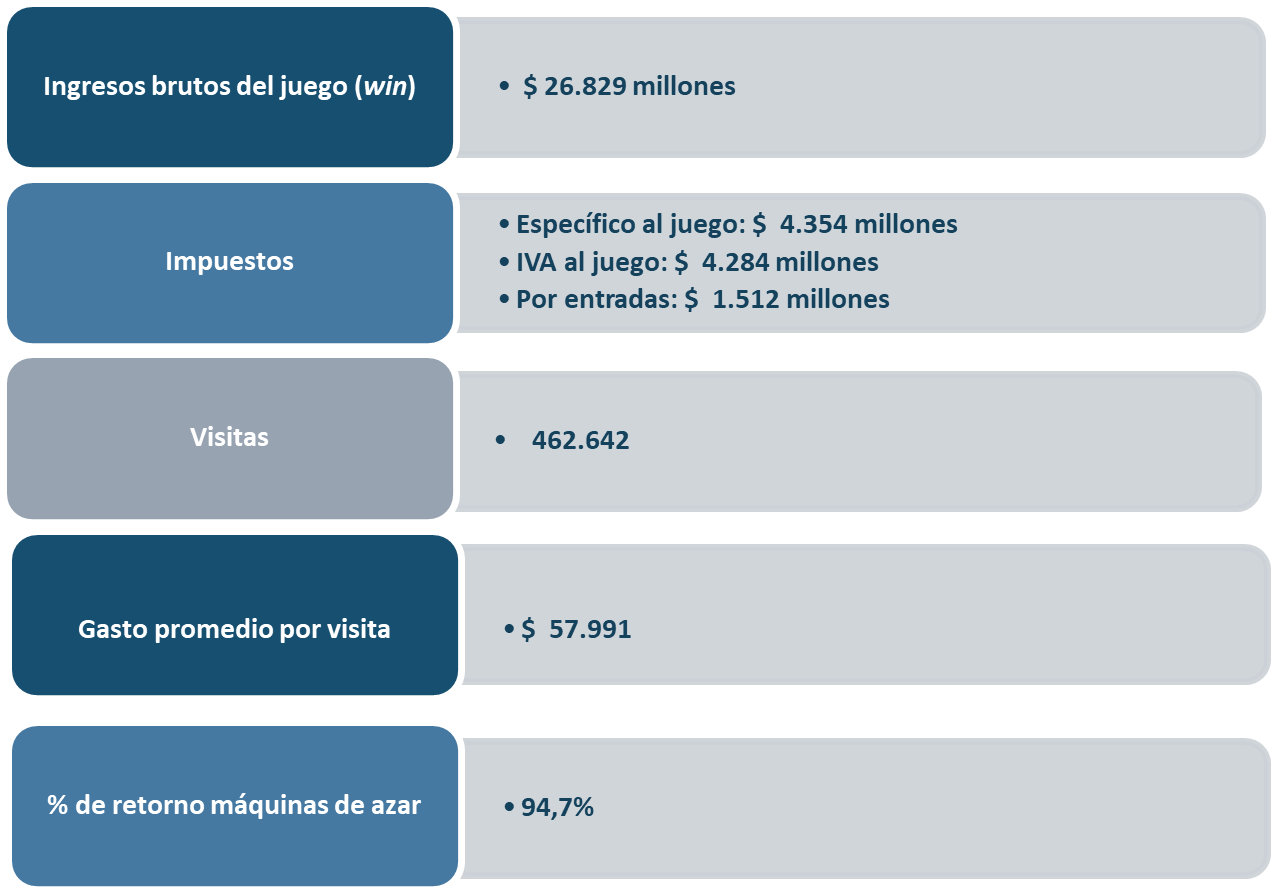 Ingresos brutos del juego (win)
• $ 26.829 millones
Impuestos
• Específico al juego: $ 4.354 millones
• IVA al juego: $ 4.284 millones
• Por entradas: $ 1.512 millones
Visitas
• 462.642
Gasto promedio por visita
• $ 57.991
% de retorno máquinas de azar
• 94,7%